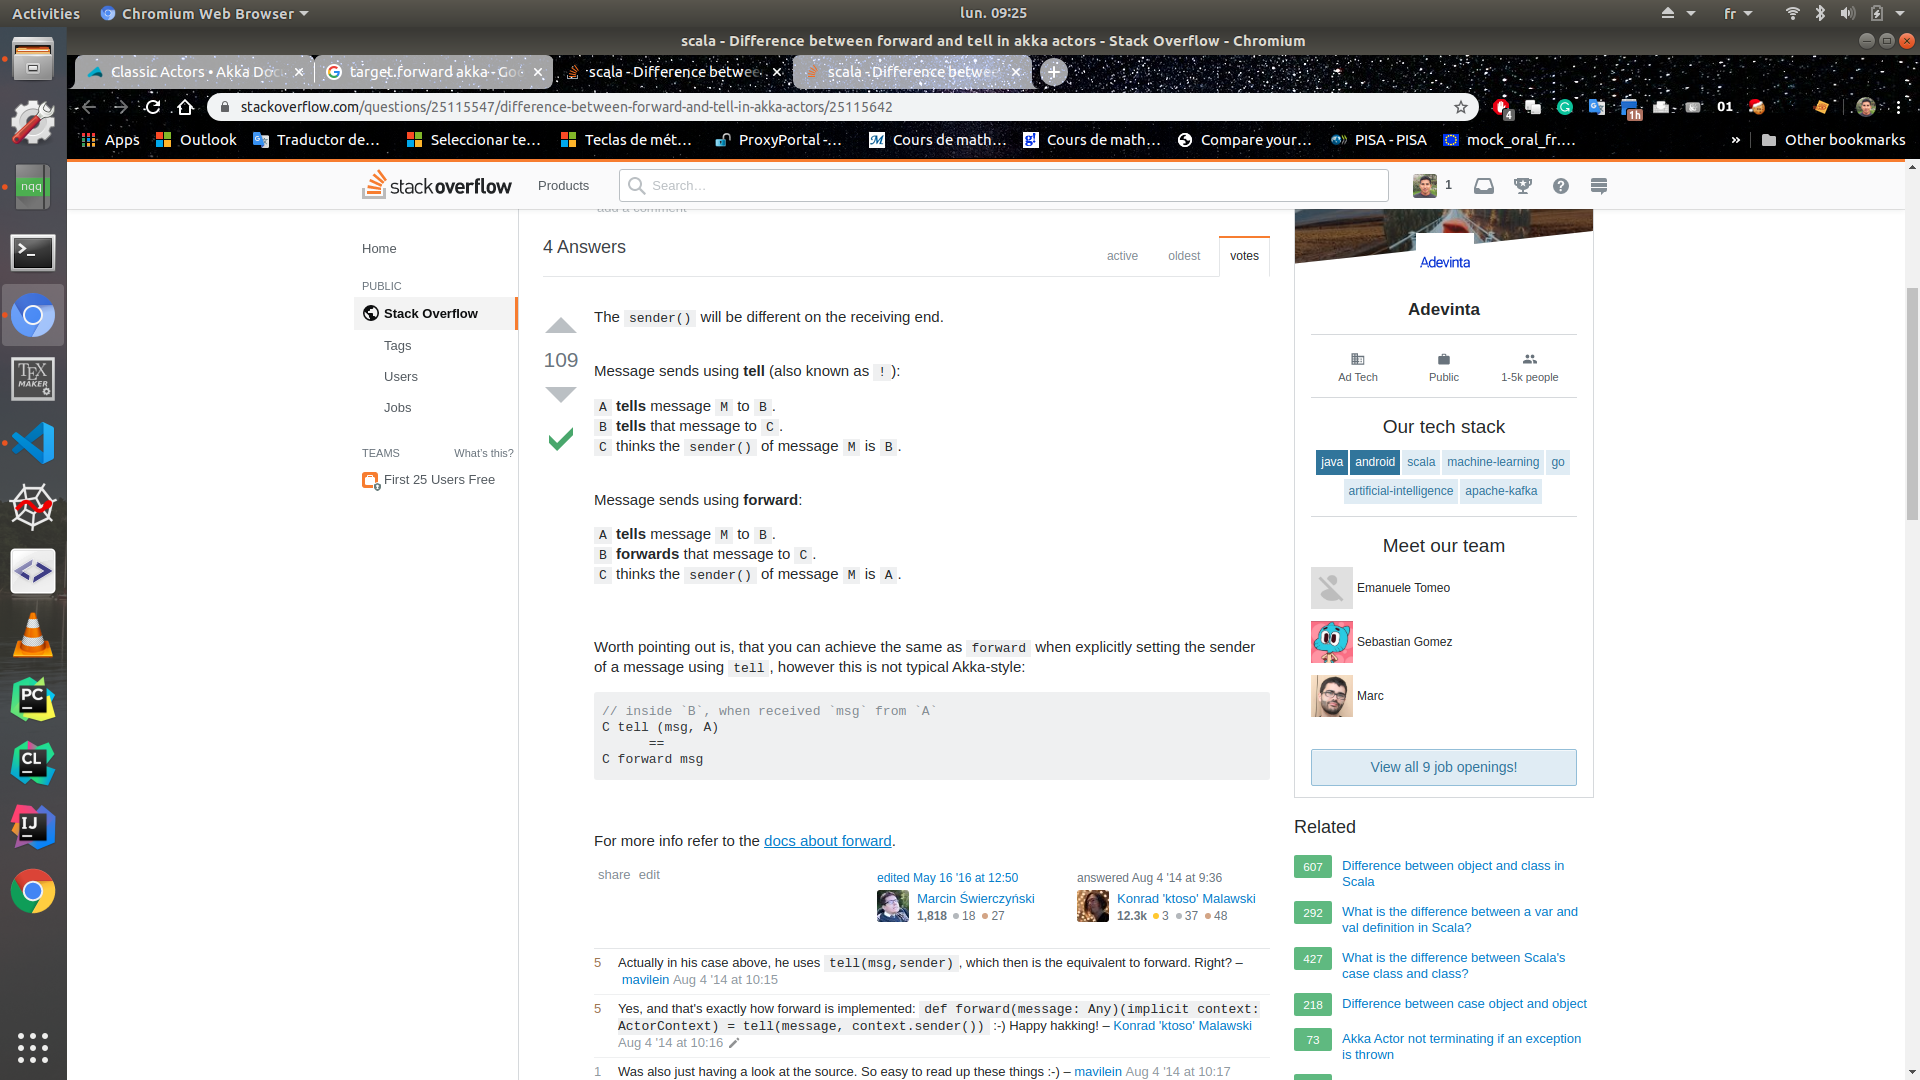 Activities
Chromium Web Browser
lun. 09:25
fr
scala - Difference between forward and tell in akka actors - Stack Overflow - Chromium
Classic Actors • Akka Doc
target.forward akka - Go
scala - Difference betwee
scala - Difference betwee
stackoverflow.com/questions/25115547/difference-between-forward-and-tell-in-akka-actors/25115642
4
1h
01
Apps
Outlook
Traductor de…
Seleccionar te…
Teclas de mét…
ProxyPortal -…
Cours de math…
Cours de math…
Compare your…
PISA - PISA
mock_oral_fr.…
»
Other bookmarks
nqq
TEX MAKER
PC
CL
IJ
stackoverflow
Products
Search…
1
Home
PUBLIC
Stack Overflow
Tags
Users
Jobs
TEAMS
What's this?
First 25 Users Free
add a comment
4 Answers
active
oldest
votes
109
The sender() will be different on the receiving end.
Message sends using tell (also known as ! ):
A tells message M to B.
B tells that message to C.
C thinks the sender() of message M is B.
Message sends using forward:
A tells message M to B.
B forwards that message to C.
C thinks the sender() of message M is A.
Worth pointing out is, that you can achieve the same as forward when explicitly setting the sender
of a message using tell, however this is not typical Akka-style:
// inside `B`, when received `msg` from `A`
C tell (msg, A)
==
C forward msg
For more info refer to the docs about forward.
share edit
edited May 16 '16 at 12:50
Marcin Świerczyński
1,818 18 27
answered Aug 4 '14 at 9:36
Konrad 'ktoso' Malawski
12.3k 3 37 48
5
Actually in his case above, he uses tell(msg,sender), which then is the equivalent to forward. Right? –
mavilein Aug 4 '14 at 10:15
5
Yes, and that's exactly how forward is implemented: def forward(message: Any)(implicit context:
ActorContext) = tell(message, context.sender()) :-) Happy hakking! – Konrad 'ktoso' Malawski
Aug 4 '14 at 10:16
1
Was also just having a look at the source. So easy to read up these things :-) – mavilein Aug 4 '14 at 10:17
Adevinta
Adevinta
Ad Tech
Public
1-5k people
Our tech stack
java android scala machine-learning go
artificial-intelligence apache-kafka
Meet our team
Emanuele Tomeo
Sebastian Gomez
Marc
View all 9 job openings!
Related
607
Difference between object and class in
Scala
292
What is the difference between a var and
val definition in Scala?
427
What is the difference between Scala's
case class and class?
218
Difference between case object and object
73
Akka Actor not terminating if an exception
is thrown